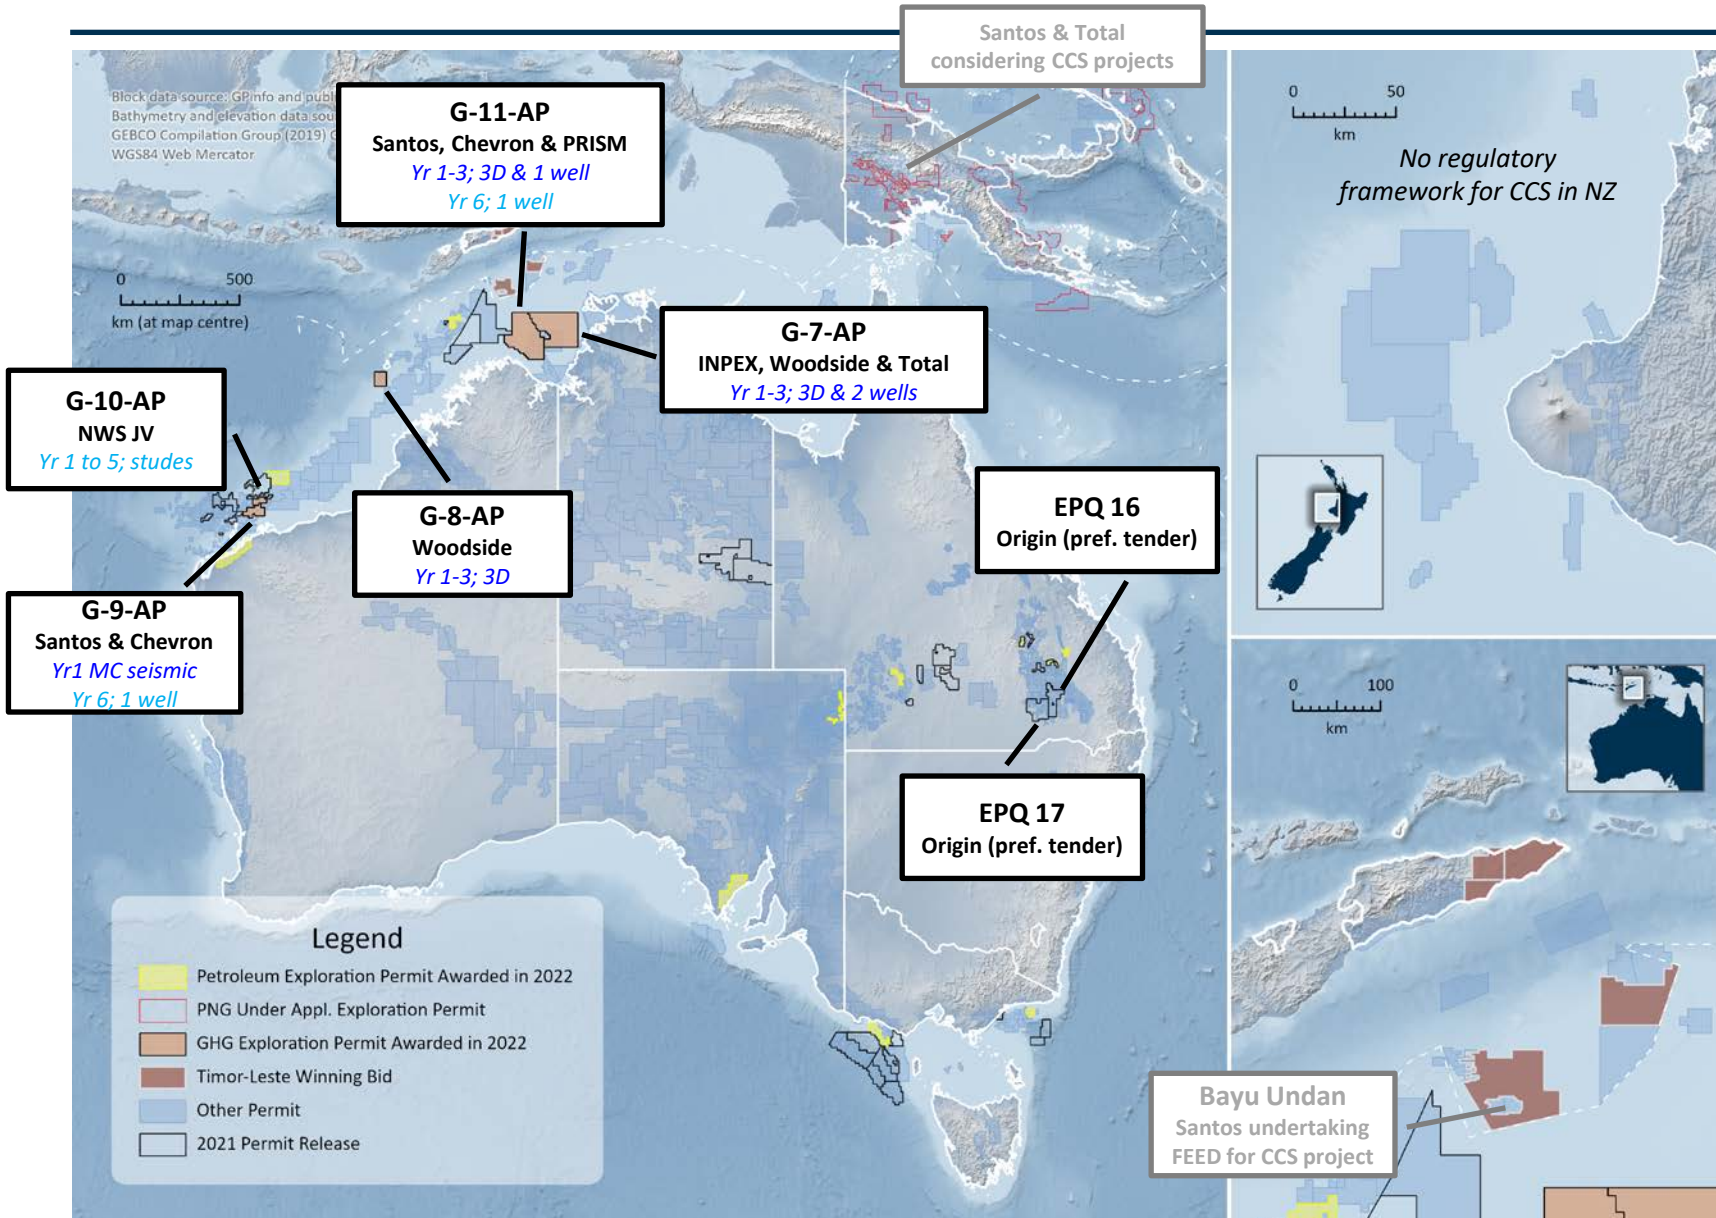 Santos & Total
considering CCS projects
Block data source: GPinfo and publ
Bathymetry and elevation data sou
GEBCO Compilation Group (2019)
WGS84 Web Mercator
G-11-AP
Santos, Chevron & PRISM
Yr 1-3; 3D & 1 well
Yr 6; 1 well
0 50
km
No regulatory
framework for CCS in NZ
0 500
km (at map centre)
G-7-AP
INPEX, Woodside & Total
Yr 1-3; 3D & 2 wells
G-10-AP
NWS JV
Yr 1 to 5; studes
G-8-AP
Woodside
Yr 1-3; 3D
EPQ 16
Origin (pref. tender)
G-9-AP
Santos & Chevron
Yr1 MC seismic
Yr 6; 1 well
0 100
km
EPQ 17
Origin (pref. tender)
Legend
Petroleum Exploration Permit Awarded in 2022
PNG Under Appl. Exploration Permit
GHG Exploration Permit Awarded in 2022
Timor-Leste Winning Bid
Other Permit
2021 Permit Release
Bayu Undan
Santos undertaking
FEED for CCS project